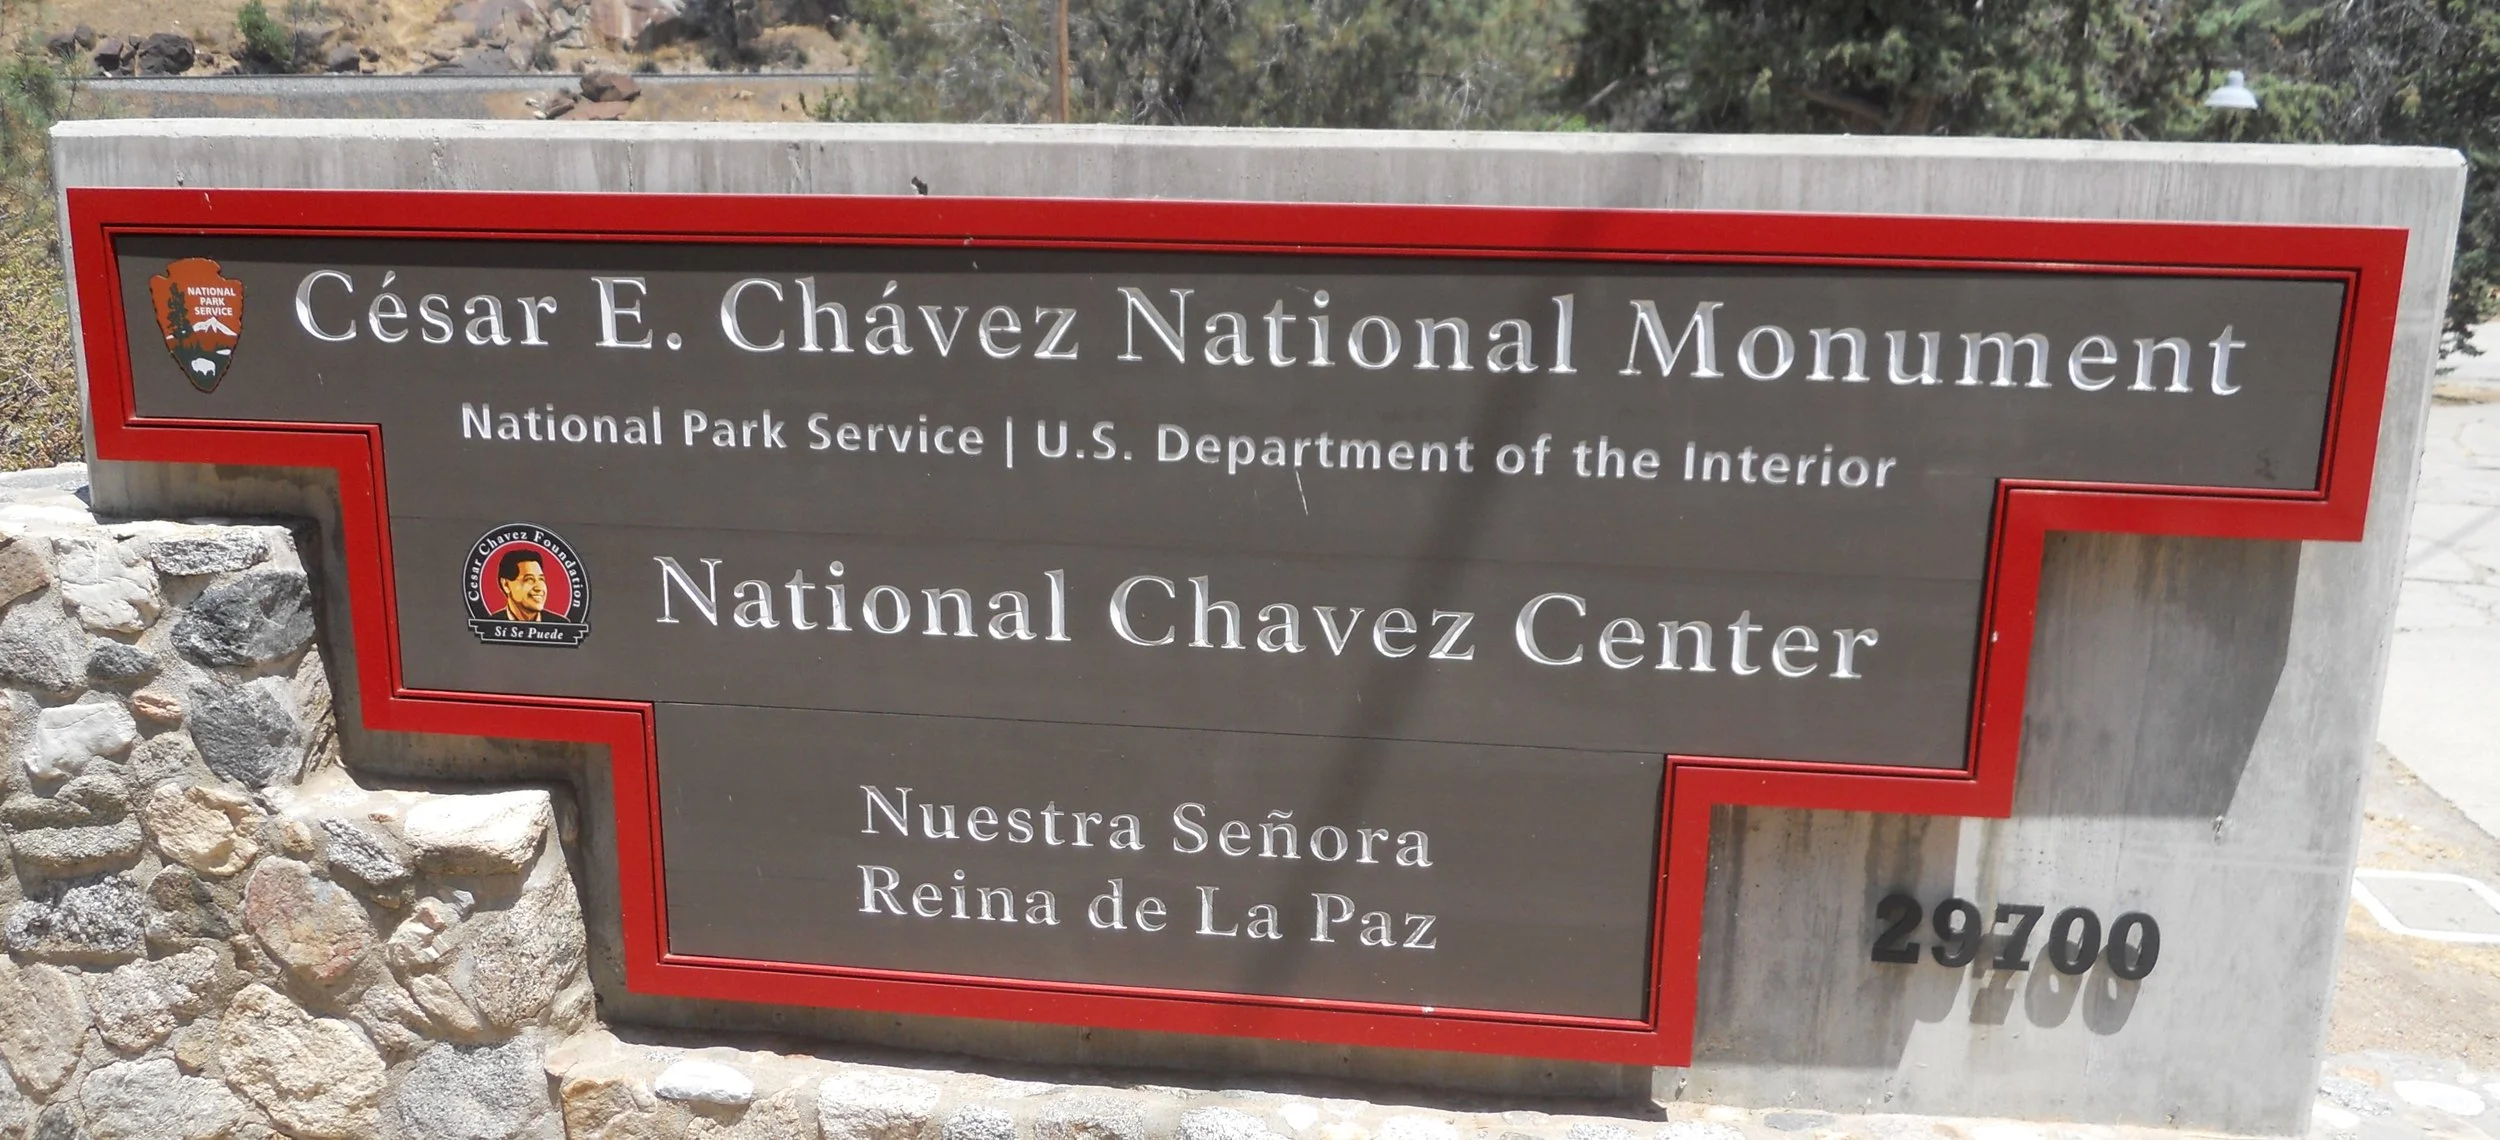 NATIONAL
PARK
SERVICE
César E. Chávez National Monument
National Park Service | U.S. Department of the Interior
Cesar Chavez Foundation
Sí Se Puede
National Chavez Center
Nuestra Señora
Reina de La Paz
29700